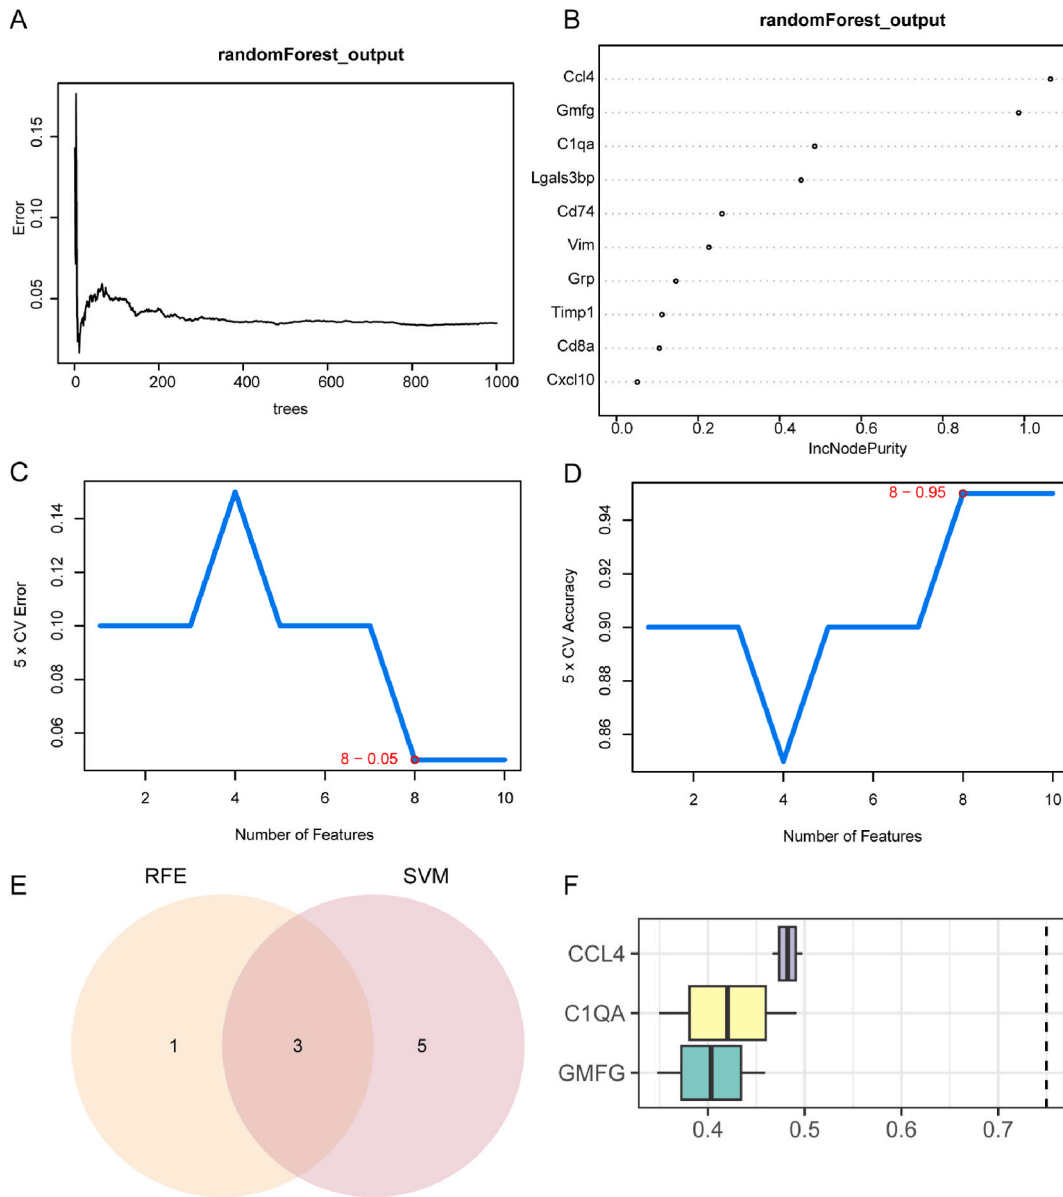 A
randomForest_output
Error
0.15
0.10
0.05
0
200
400
600
800
1000
trees
B
randomForest_output
Ccl4
Gmfg
C1qa
Lgals3bp
Cd74
Vim
Grp
Timp1
Cd8a
Cxcl10
0.0
0.2
0.4
0.6
0.8
1.0
IncNodePurity
C
5 x CV Error
0.14
0.12
0.10
0.08
0.06
8 − 0.05
2
4
6
8
10
Number of Features
D
5 x CV Accuracy
0.94
0.92
0.90
0.88
0.86
8 − 0.95
2
4
6
8
10
Number of Features
E
RFE
SVM
1
3
5
F
CCL4
C1QA
GMFG
0.4
0.5
0.6
0.7